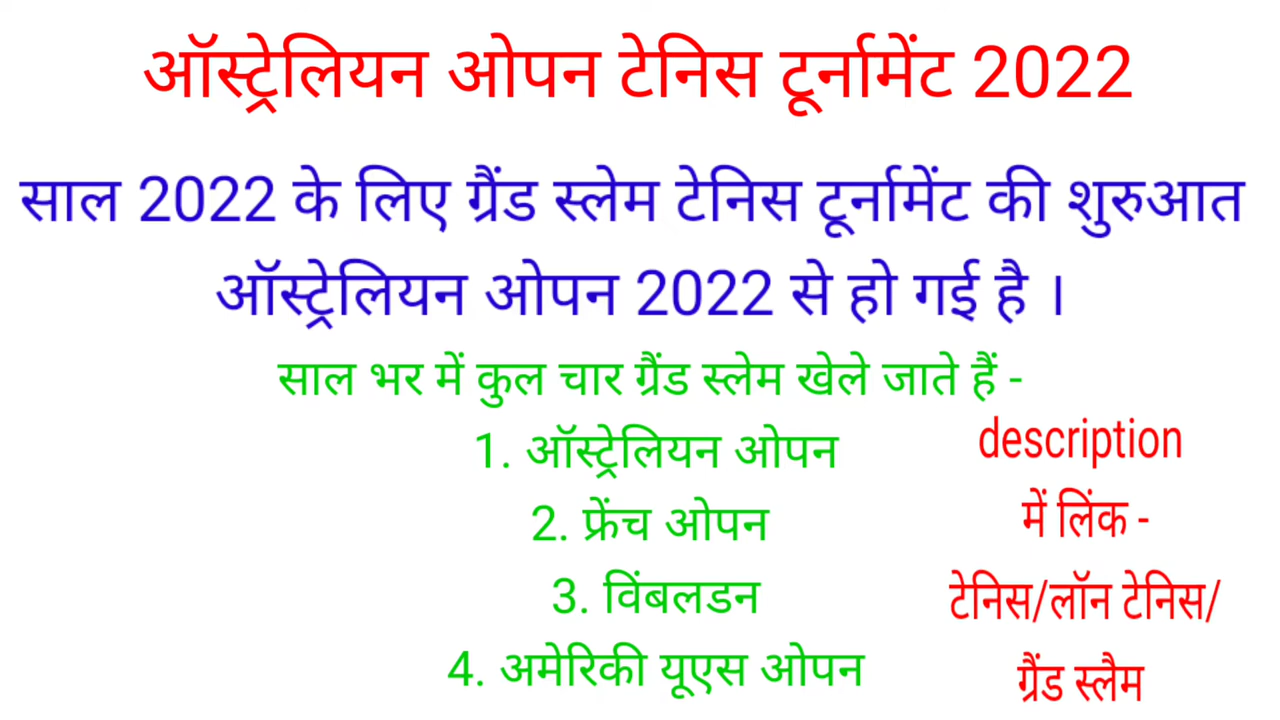 ऑस्ट्रेलियन ओपन टेनिस टूर्नामेंट 2022
साल 2022 के लिए ग्रैंड स्लेम टेनिस टूर्नामेंट की शुरुआत
ऑस्ट्रेलियन ओपन 2022 से हो गई है ।
साल भर में कुल चार ग्रैंड स्लेम खेले जाते हैं -
1. ऑस्ट्रेलियन ओपन
2. फ्रेंच ओपन
3. विंबलडन
4. अमेरिकी यूएस ओपन
description
में लिंक -
टेनिस/लॉन टेनिस/
ग्रैंड स्लैम